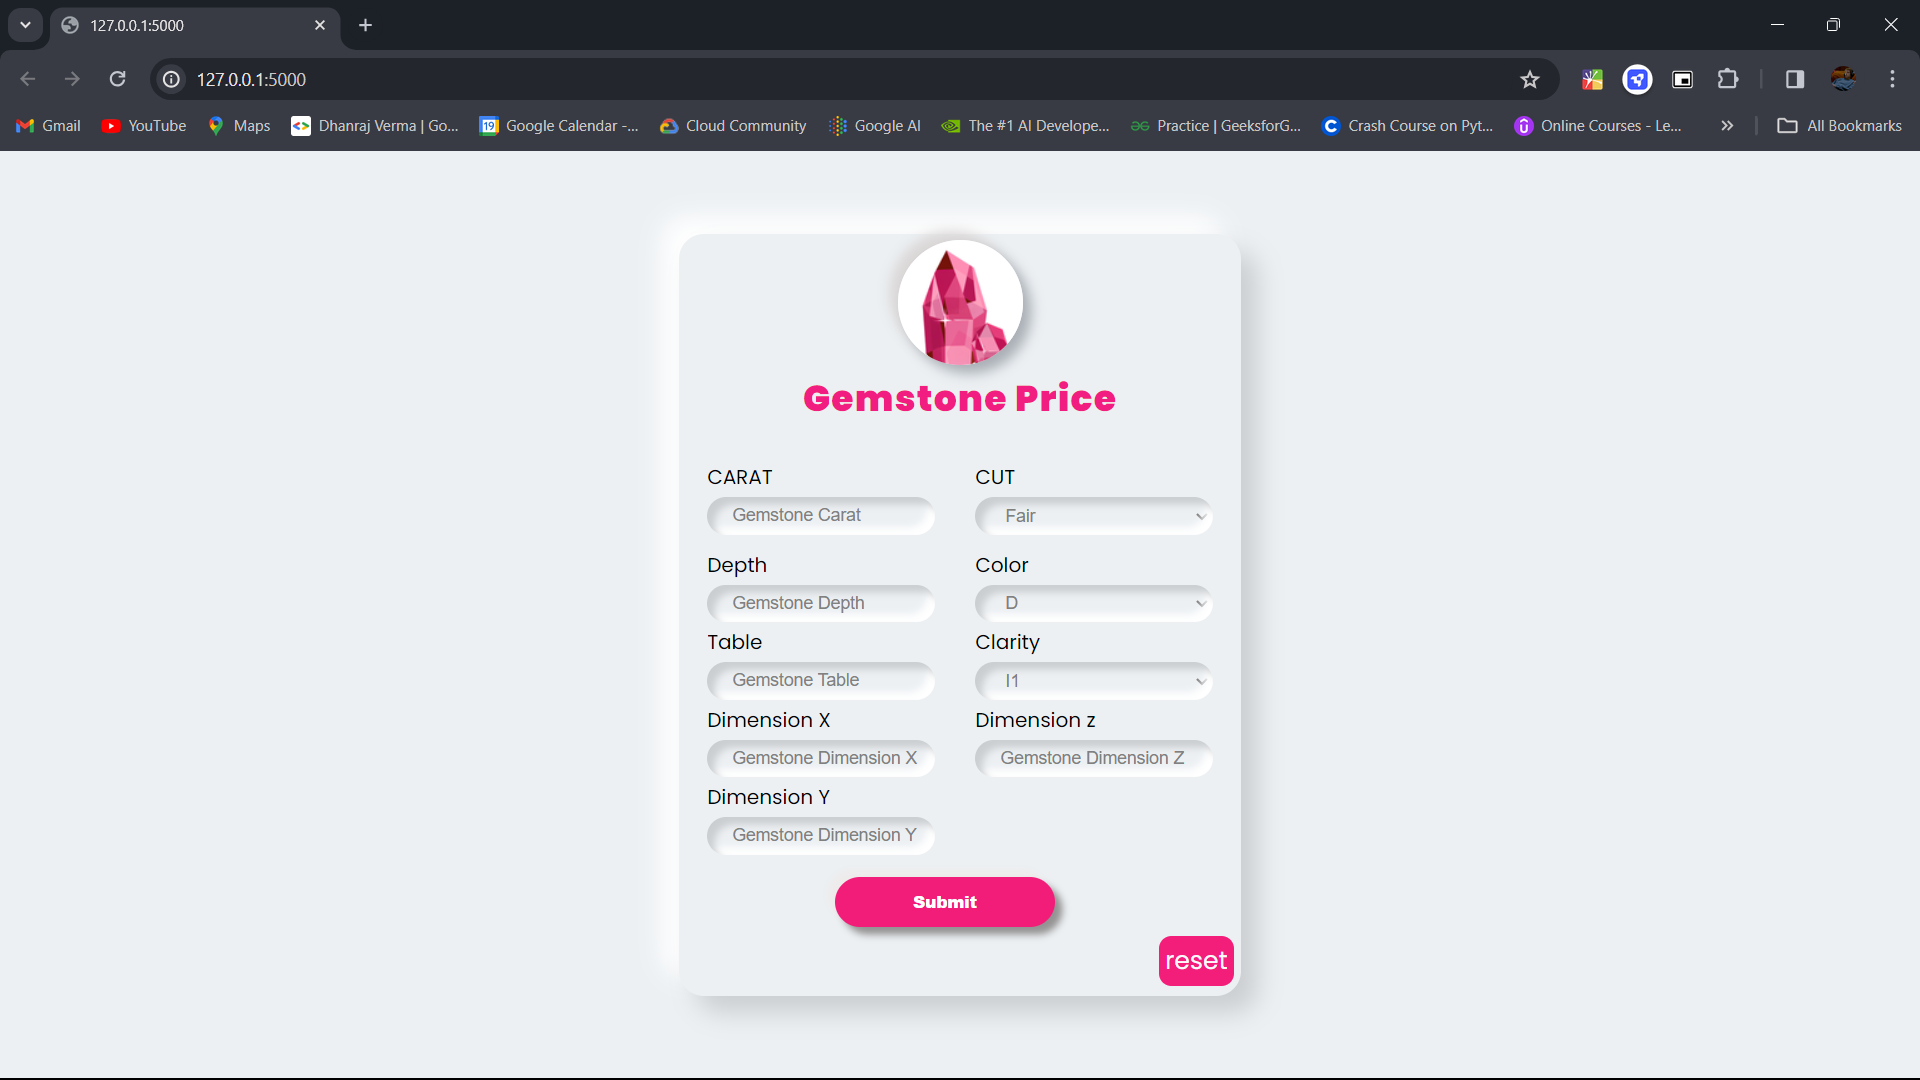 127.0.0.1:5000
127.0.0.1:5000
Gmail YouTube Maps Dhanraj Verma | Go... 19 Google Calendar -... Cloud Community Google AI The #1 AI Develope... Practice | GeeksforG... Crash Course on Pyt... Online Courses - Le... All Bookmarks
Gemstone Price
CARAT CUT
Gemstone Carat Fair
Depth Color
Gemstone Depth D
Table Clarity
Gemstone Table I1
Dimension X Dimension z
Gemstone Dimension X Gemstone Dimension Z
Dimension Y
Gemstone Dimension Y
Submit
reset